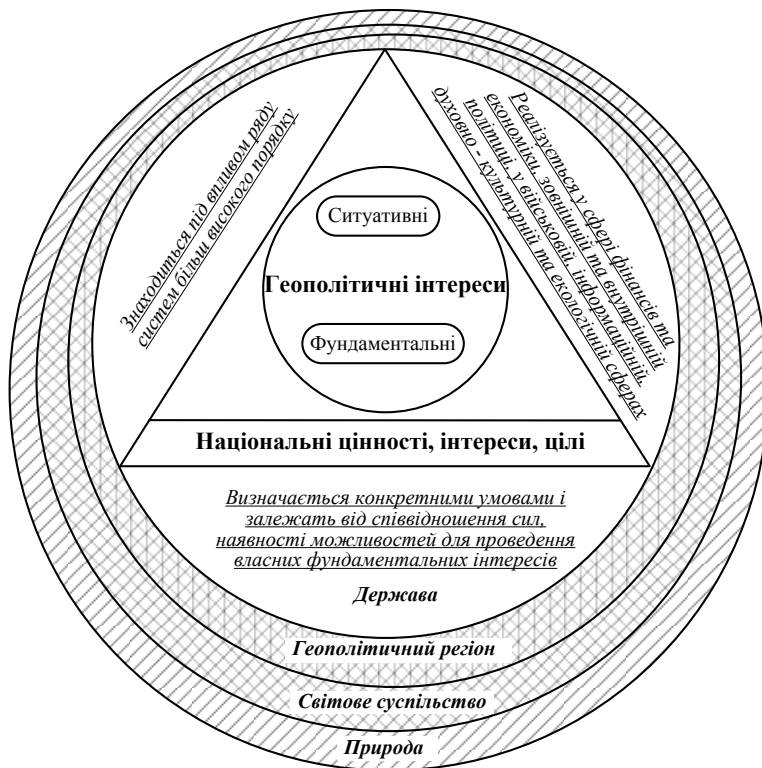 Знаходиться під впливом ряду
систем більш високого порядку
Реалізується у сфері фінансів та
економіки, зовнішній та внутрішній
політиці, у військовій, інформаційній,
духовно - культурній та екологічній сферах
Ситуативні
Геополітичні інтереси
Фундаментальні
Національні цінності, інтереси, цілі
Визначається конкретними умовами і
залежать від співвідношення сил,
наявності можливостей для проведення
власних фундаментальних інтересів
Держава
Геополітичний регіон
Світове суспільство
Природа